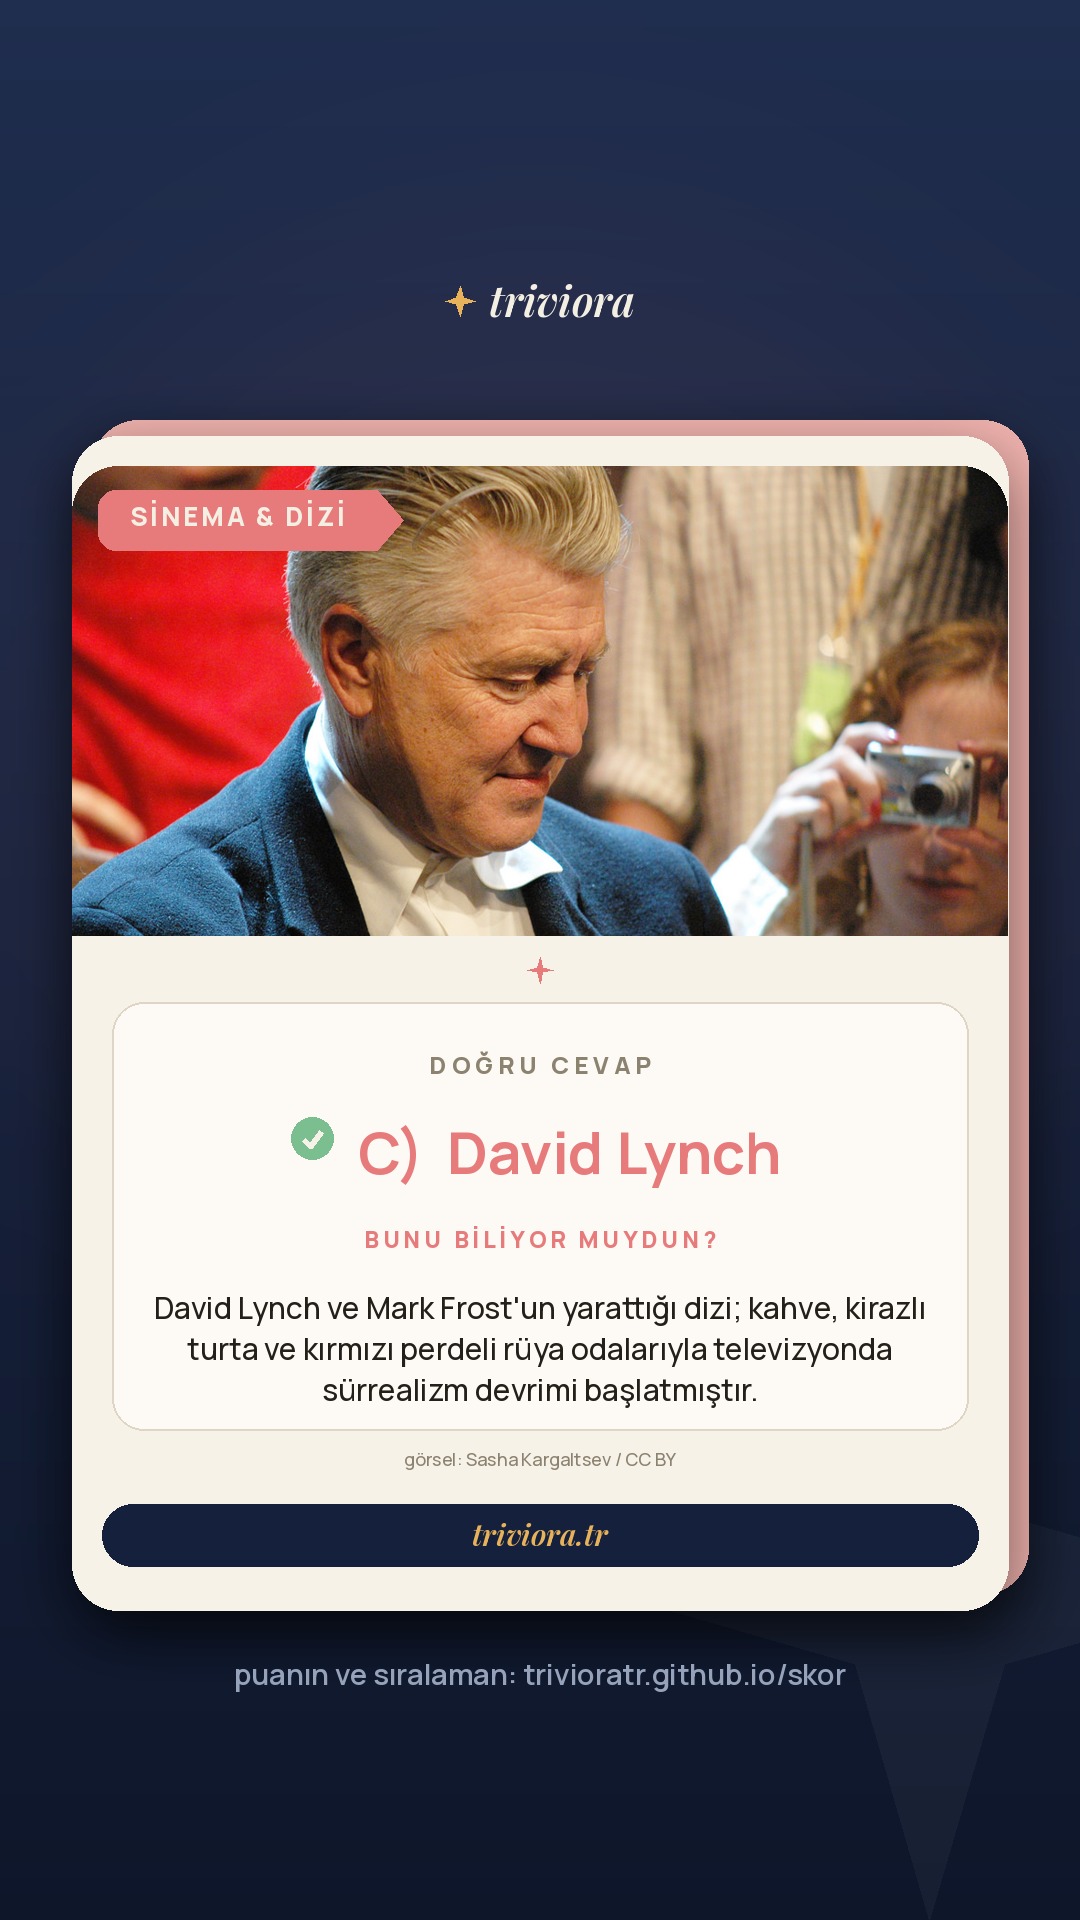 triviora
SİNEMA & DİZİ
DOĞRU CEVAP
C) David Lynch
BUNU BİLİYOR MUYDUN?
David Lynch ve Mark Frost'un yarattığı dizi; kahve, kirazlı
turta ve kırmızı perdeli rüya odalarıyla televizyonda
sürrealizm devrimi başlatmıştır.
görsel: Sasha Kargaltsev / CC BY
triviora.tr
puanın ve sıralaman: trivioratr.github.io/skor